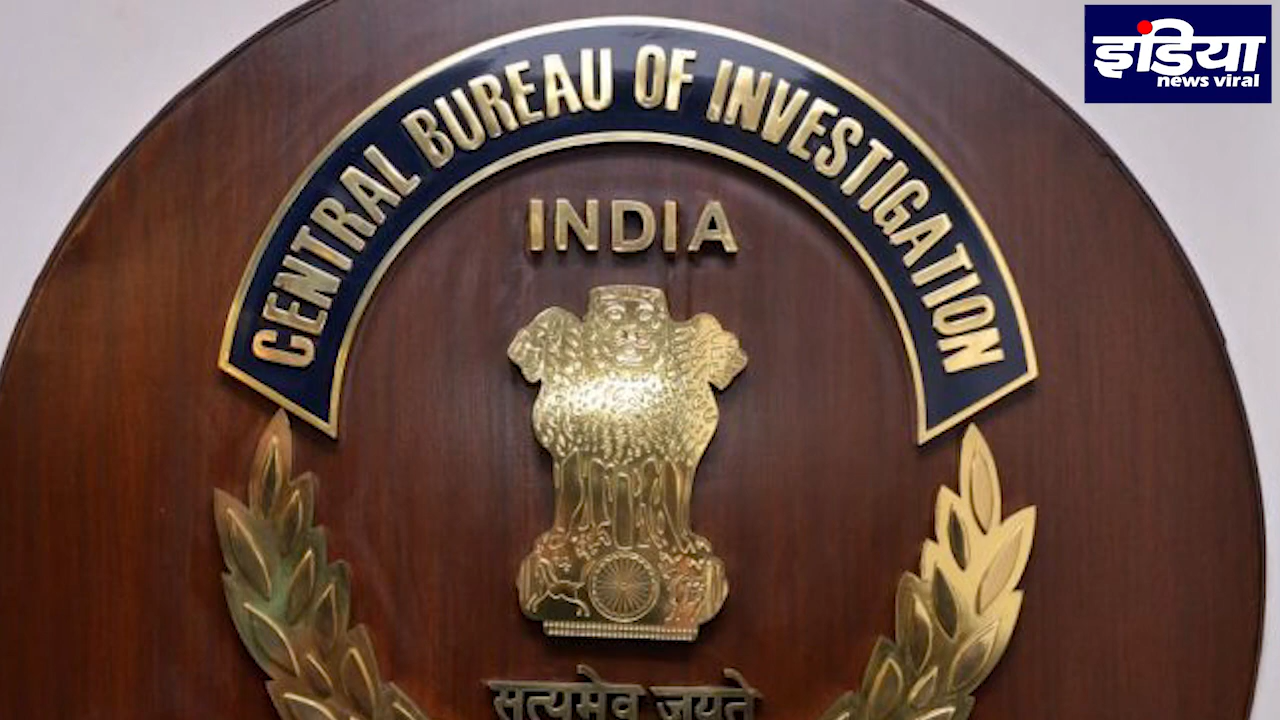 CENTRAL BUREAU OF INVESTIGATION
INDIA
सत्यमेव जयते
इंडिया
news viral